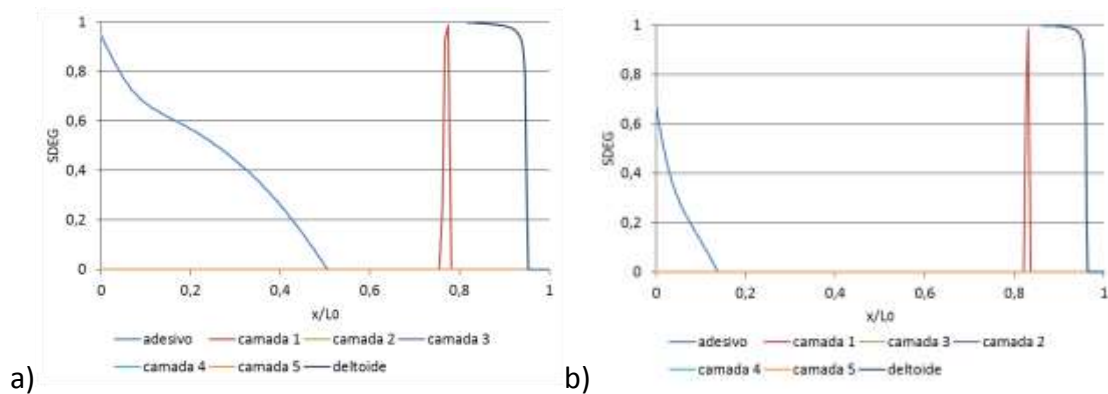 1
0,8
0,6
0,4
0,2
0
SDEG
0 0,2 0,4 0,6 0,8 1
x/L0
adesivo camada 1 camada 2 camada 3
camada 4 camada 5 deltoide
a)
1
0,8
0,6
0,4
0,2
0
SDEG
0 0,2 0,4 0,6 0,8 1
x/L0
adesivo camada 1 camada 3 camada 2
camada 4 camada 5 deltoide
b)